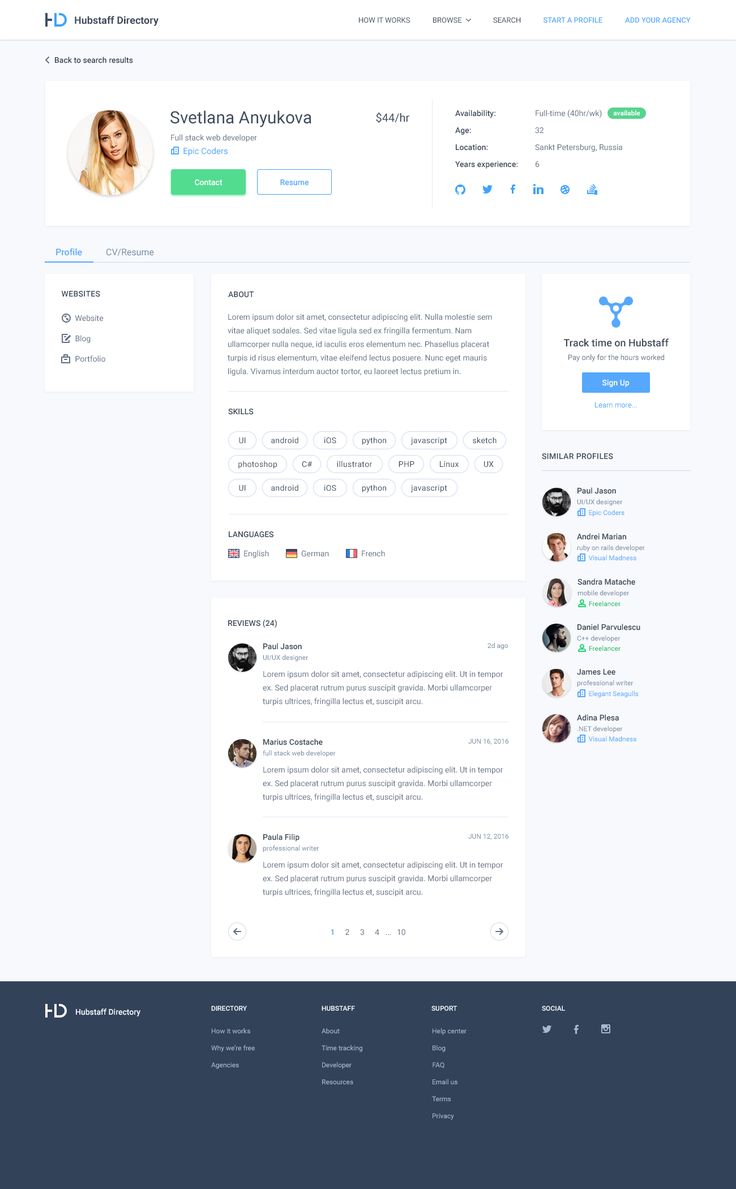 HD Hubstaff Directory
HOW IT WORKS BROWSE SEARCH START A PROFILE ADD YOUR AGENCY
Back to search results
Svetlana Anyukova
$44/hr
Full stack web developer
Epic Coders
Contact Resume
Availability: Full-time (40hr/wk) available
Age: 32
Location: Sankt Petersburg, Russia
Years experience: 6
Profile CV/Resume
WEBSITES
Website
Blog
Portfolio
ABOUT
Lorem ipsum dolor sit amet, consectetur adipiscing elit. Nulla molestie sem
vitae aliquet sodales. Sed vitae ligula sed ex fringilla fermentum. Nam
ullamcorper nulla neque, id iaculis eros elementum nec. Phasellus placerat
turpis id risus elementum, vitae eleifend lectus posuere. Nunc eget mauris
ligula. Vivamus interdum auctor tortor, eu laoreet lectus pretium in.
SKILLS
UI android iOS python javascript sketch
photoshop C# illustrator PHP Linux UX
UI android iOS python javascript
LANGUAGES
English German French
REVIEWS (24)
Paul Jason 2d ago
UI/UX designer
Lorem ipsum dolor sit amet, consectetur adipiscing elit. Ut in tempor
ex. Sed placerat rutrum purus suscipit gravida. Morbi ullamcorper
turpis ultrices, fringilla lectus et, suscipit arcu.
Marius Costache JUN 16, 2016
full stack web developer
Lorem ipsum dolor sit amet, consectetur adipiscing elit. Ut in tempor
ex. Sed placerat rutrum purus suscipit gravida. Morbi ullamcorper
turpis ultrices, fringilla lectus et, suscipit arcu.
Paula Filip JUN 12, 2016
professional writer
Lorem ipsum dolor sit amet, consectetur adipiscing elit. Ut in tempor
ex. Sed placerat rutrum purus suscipit gravida. Morbi ullamcorper
turpis ultrices, fringilla lectus et, suscipit arcu.
1 2 3 4 ... 10
Track time on Hubstaff
Pay only for the hours worked
Sign Up
Learn more...
SIMILAR PROFILES
Paul Jason
UI/UX designer
Epic Coders
Andrei Marian
ruby on rails developer
Visual Madness
Sandra Matache
mobile developer
Freelancer
Daniel Parvulescu
C++ developer
Freelancer
James Lee
professional writer
Elegant Seagulls
Adina Plesa
.NET developer
Visual Madness
HD Hubstaff Directory
DIRECTORY
How it works
Why we're free
Agencies
HUBSTAFF
About
Time tracking
Developer
Resources
SUPORT
Help center
Blog
FAQ
Email us
Terms
Privacy
SOCIAL